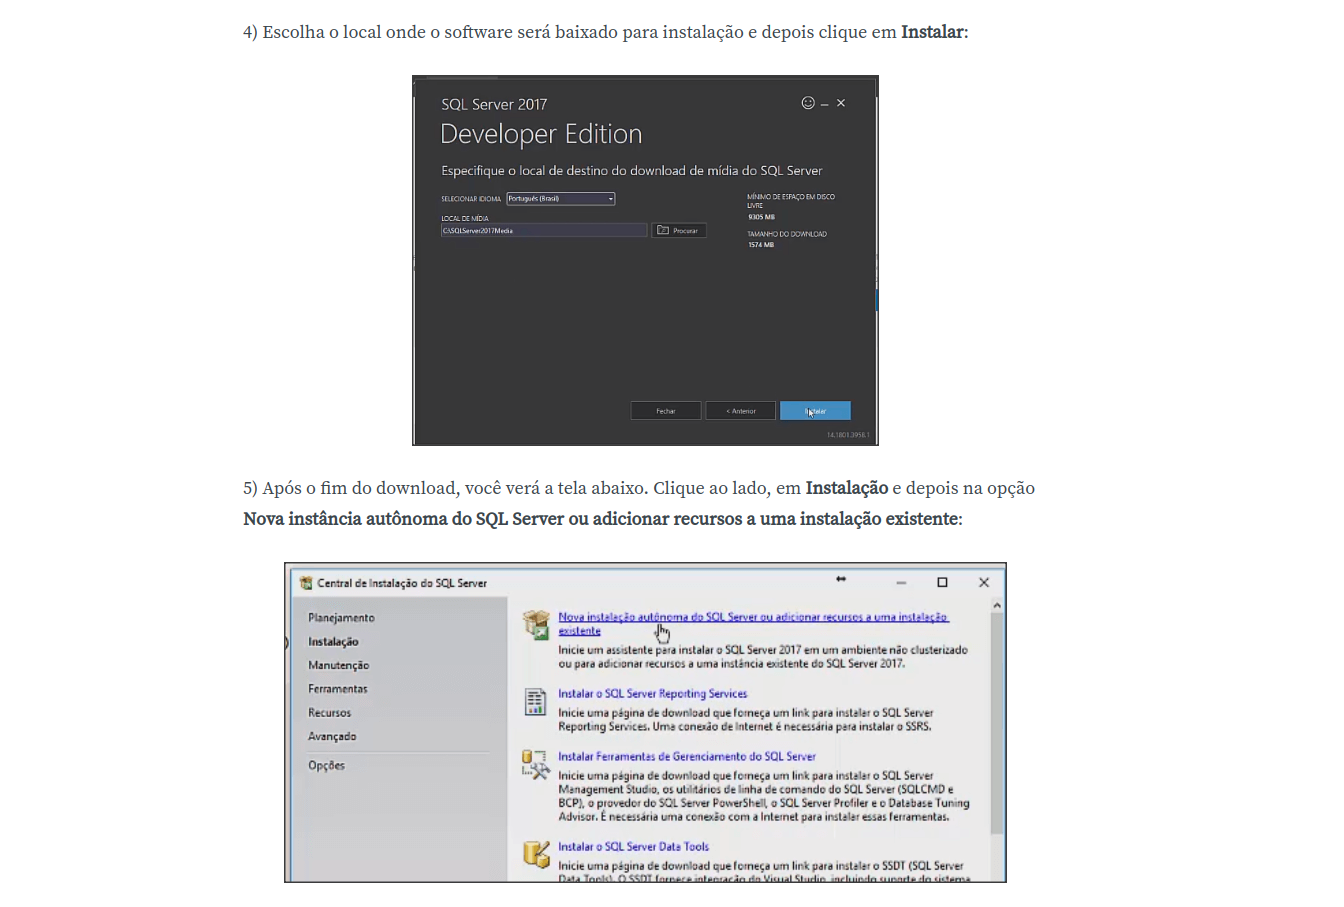 4) Escolha o local onde o software será baixado para instalação e depois clique em Instalar:
SQL Server 2017
Developer Edition
Especifique o local de destino do download de mídia do SQL Server
SELECIONAR IDIOMA Português (Brasil)
MÍNIMO DE ESPAÇO EM DISCO
LIVRE
9305 MB
LOCAL DE MÍDIA
C:\SQLServer2017Media
Procurar
TAMANHO DO DOWNLOAD
1574 MB
Fechar
< Anterior
Instalar
14.1801.3958.1
5) Após o fim do download, você verá a tela abaixo. Clique ao lado, em Instalação e depois na opção
Nova instância autônoma do SQL Server ou adicionar recursos a uma instalação existente:
Central de Instalação do SQL Server
Planejamento
Instalação
Manutenção
Ferramentas
Recursos
Avançado
Opções
Nova instalação autônoma do SQL Server ou adicionar recursos a uma instalação
existente
Inicie um assistente para instalar o SQL Server 2017 em um ambiente não clusterizado
ou para adicionar recursos a uma instância existente do SQL Server 2017.
Instalar o SQL Server Reporting Services
Inicie uma página de download que forneça um link para instalar o SQL Server
Reporting Services. Uma conexão de Internet é necessária para instalar o SSRS.
Instalar Ferramentas de Gerenciamento do SQL Server
Inicie uma página de download que forneça um link para instalar o SQL Server
Management Studio, os utilitários de linha de comando do SQL Server (SQLCMD e
BCP), o provedor do SQL Server PowerShell, o SQL Server Profiler e o Database Tuning
Advisor. É necessária uma conexão com a Internet para instalar essas ferramentas.
Instalar o SQL Server Data Tools
Inicie uma página de download que forneça um link para instalar o SSDT (SQL Server
Data Tools). O SSDT fornece integração do Visual Studio, incluindo suporte do sistema